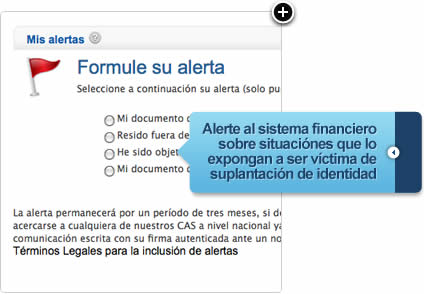 Mis alertas
Formule su alerta
Seleccione a continuación su alerta (solo pu
Mi documento
Resido fuera de
He sido objet
Mi documento
Alerte al sistema financiero
sobre situaciónes que lo
expongan a ser víctima de
suplantación de identidad
La alerta permanecerá por un período de tres meses, si de
acercarse a cualquiera de nuestros CAS a nivel nacional ya
comunicación escrita con su firma autenticada ante un no
Términos Legales para la inclusión de alertas